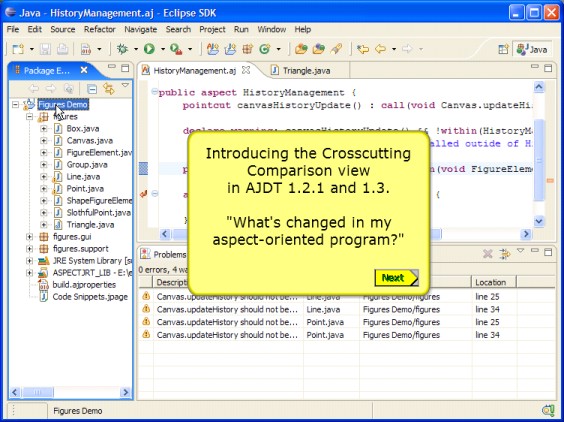 Java - HistoryManagement.aj - Eclipse SDK
File Edit Source Refactor Navigate Search Project Run Window Help
Java
Package E...
HistoryManagement.aj
Triangle.java
Figures Demo
figures
Box.java
Canvas.java
FigureElement.java
Group.java
Line.java
Point.java
ShapeFigureElement
SlothfulPoint.java
Triangle.java
figures.gui
figures.support
JRE System Library [s
ASPECTJRT_LIB - E:\e
build.ajproperties
Code Snippets.jpage
public aspect HistoryManagement {
pointcut canvasHistoryUpdate() : call(void Canvas.updateHi
declare warning: canvasHistoryUpdate() && !within(HistoryM
alled outside of Hi
(void FigureElem
{
}
Introducing the Crosscutting
Comparison view
in AJDT 1.2.1 and 1.3.
"What's changed in my
aspect-oriented program?"
Next
Problems
0 errors, 4 wa
Descripti
Location
Canvas.updateHistory should not be... Line.java Figures Demo/figures line 25
Canvas.updateHistory should not be... Line.java Figures Demo/figures line 34
Canvas.updateHistory should not be... Point.java Figures Demo/figures line 25
Canvas.updateHistory should not be... Point.java Figures Demo/figures line 34
Figures Demo